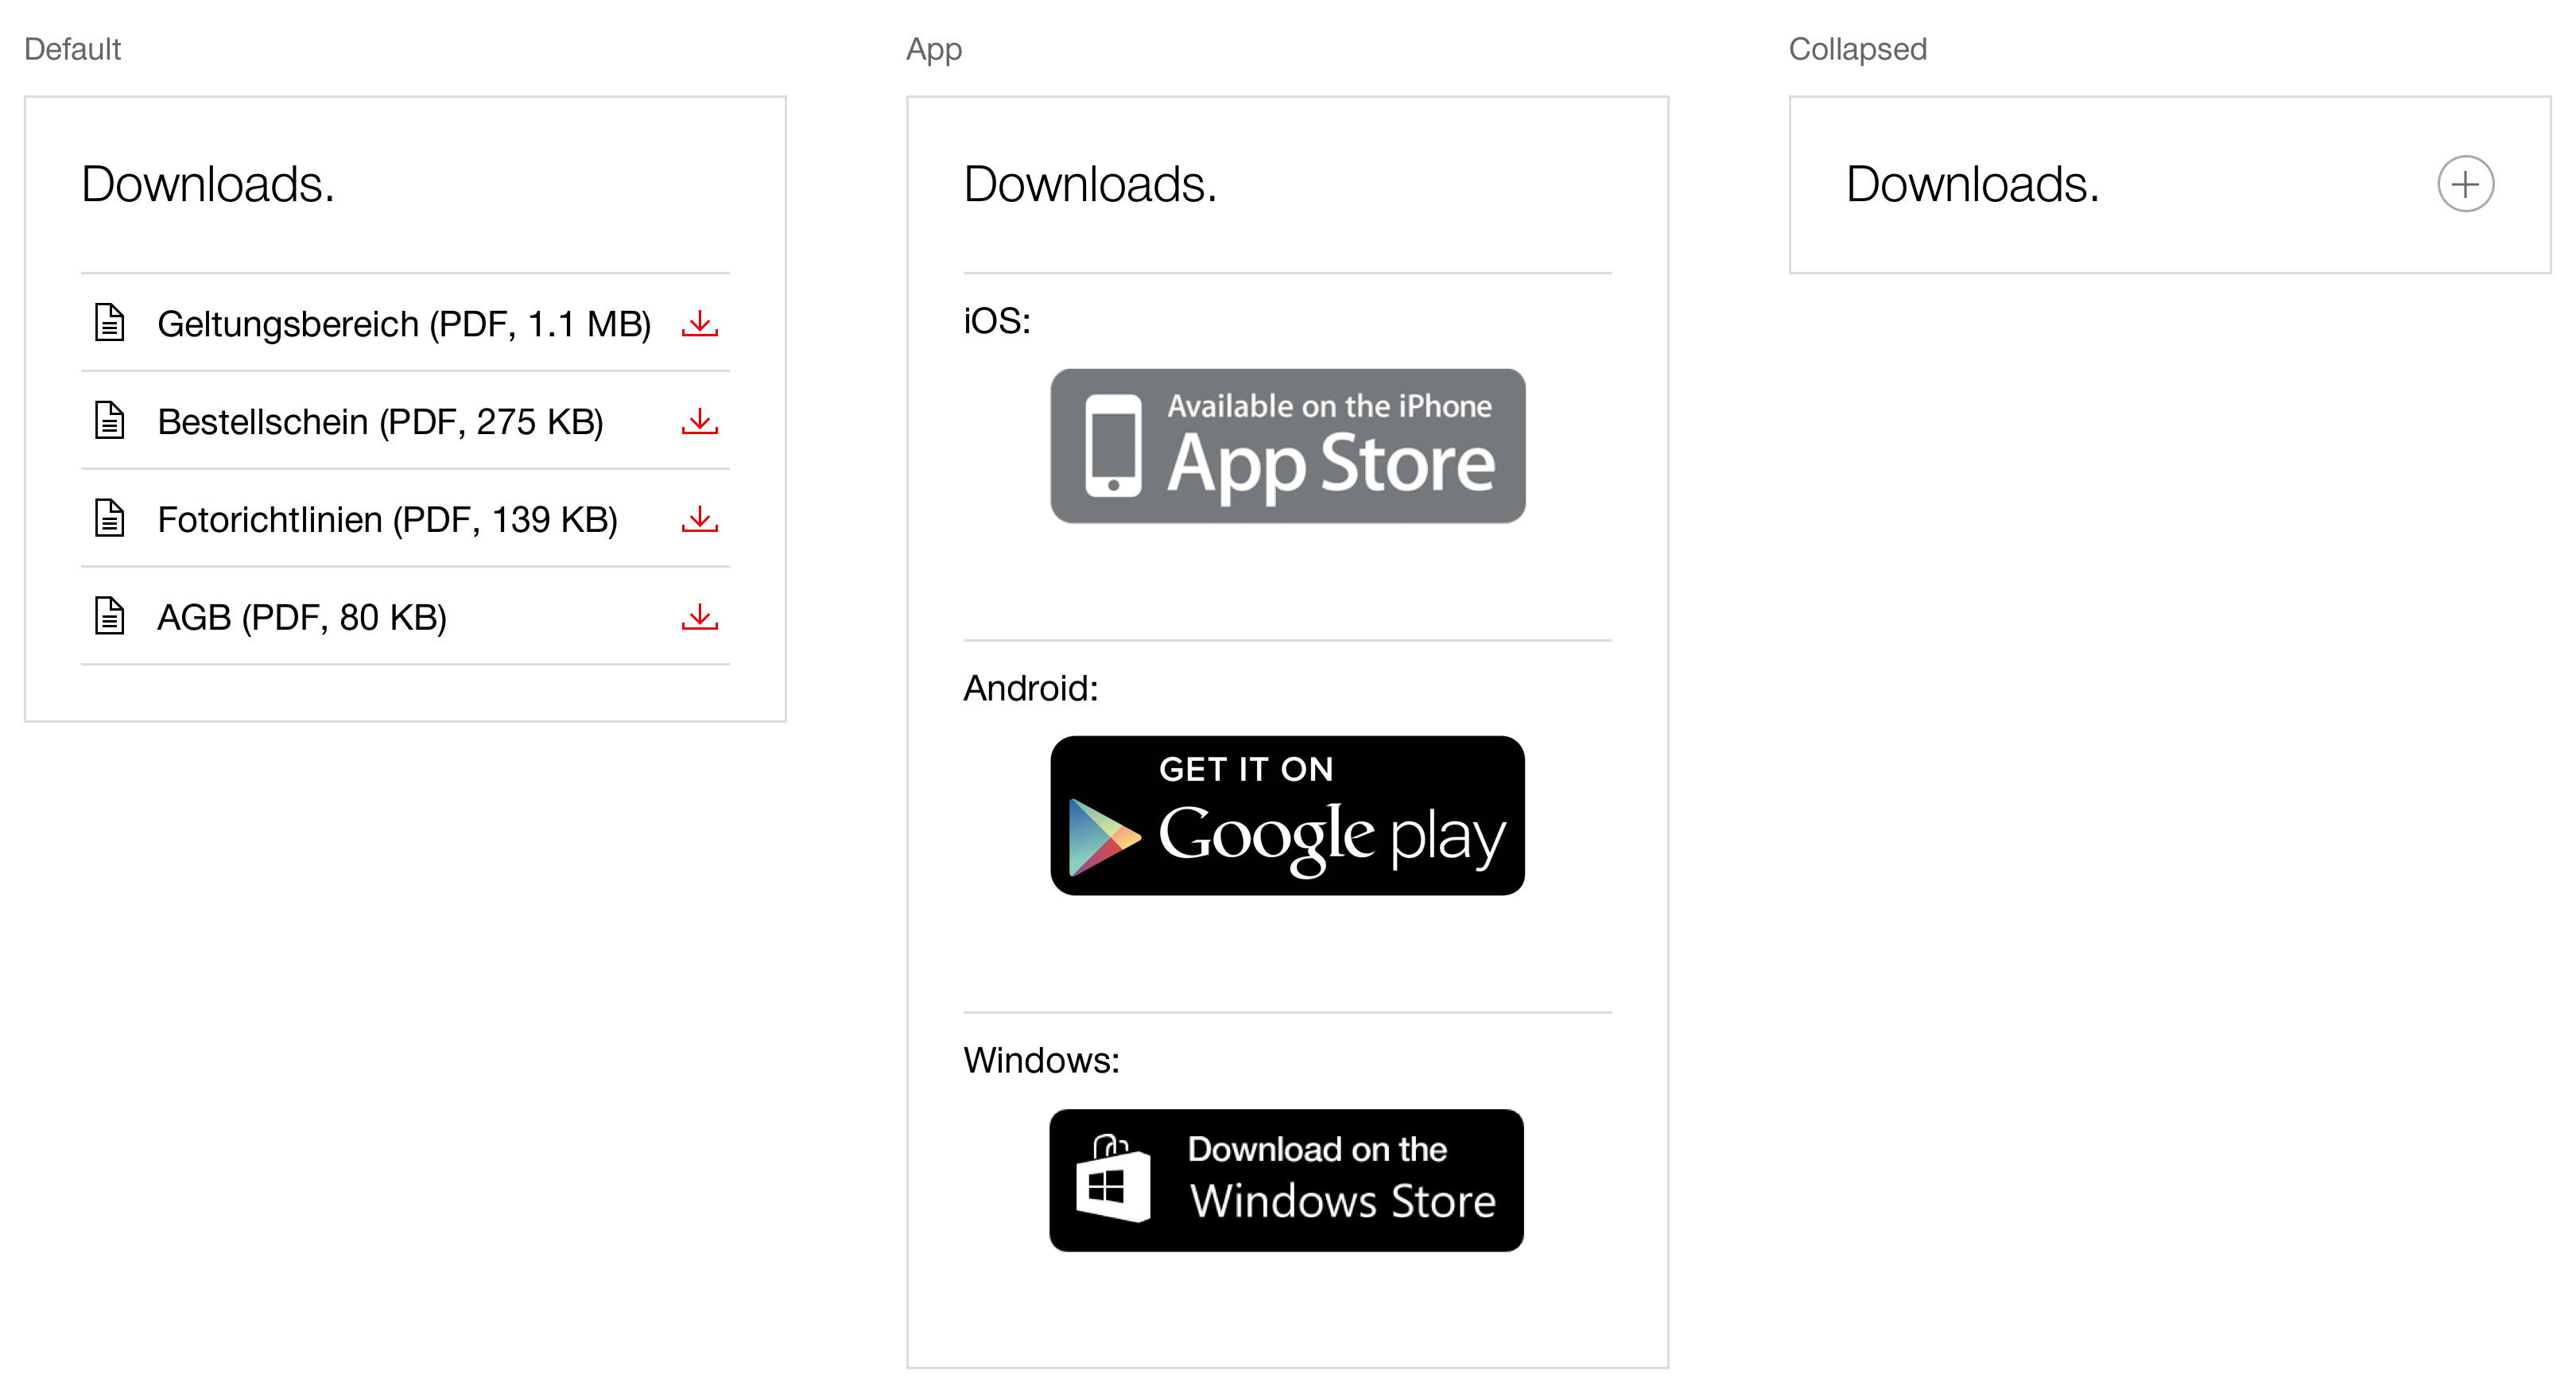 Default
Downloads.
Geltungsbereich (PDF, 1.1 MB)
Bestellschein (PDF, 275 KB)
Fotorichtlinien (PDF, 139 KB)
AGB (PDF, 80 KB)
App
Downloads.
iOS:
Available on the iPhone
App Store
Android:
GET IT ON
Google play
Windows:
Download on the
Windows Store
Collapsed
Downloads.